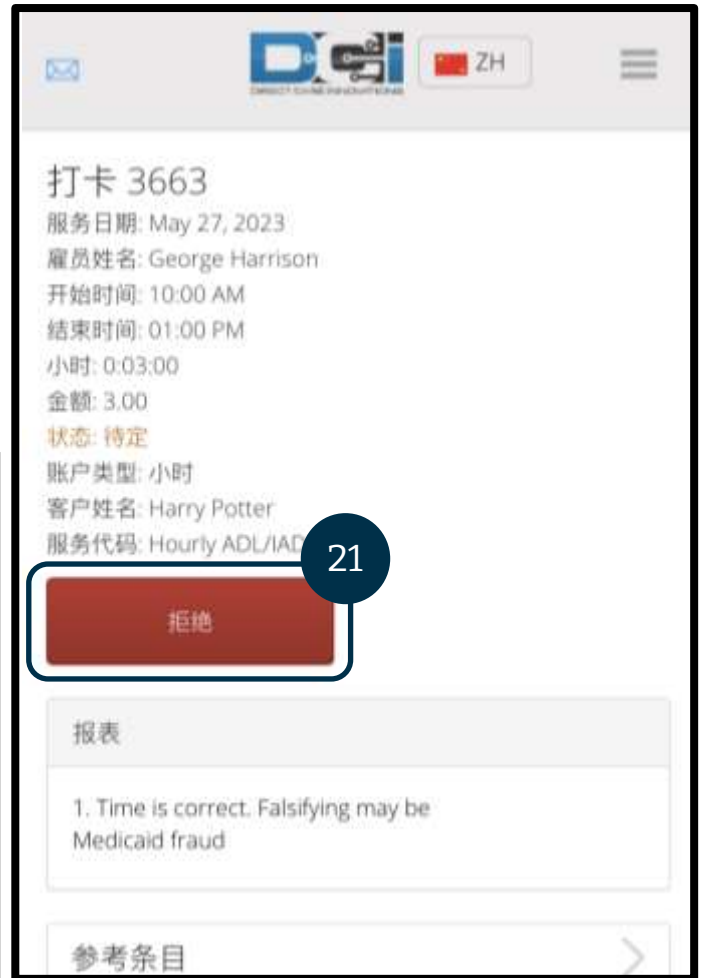 DCi
ZH
打卡 3663
服务日期: May 27, 2023
雇员姓名: George Harrison
开始时间: 10:00 AM
结束时间: 01:00 PM
小时: 0:03:00
金额: 3.00
状态: 待定
账户类型: 小时
客户姓名: Harry Potter
服务代码: Hourly ADL/IAD
21
拒绝
报表
1. Time is correct. Falsifying may be
Medicaid fraud
参考条目